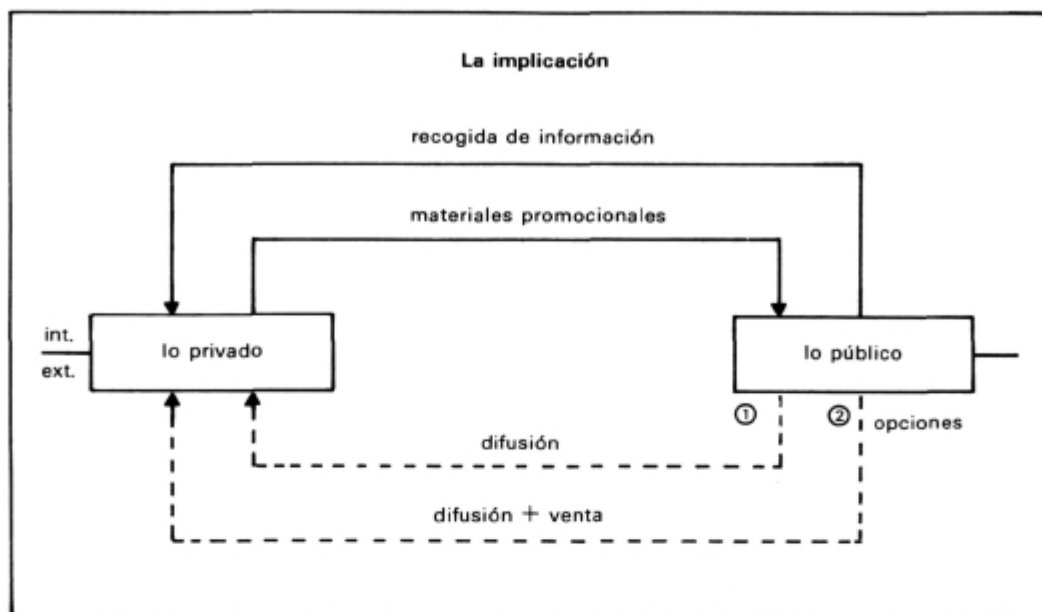 La implicación
recogida de información
materiales promocionales
int.
ext.
lo privado
lo público
① ② opciones
difusión
difusión + venta